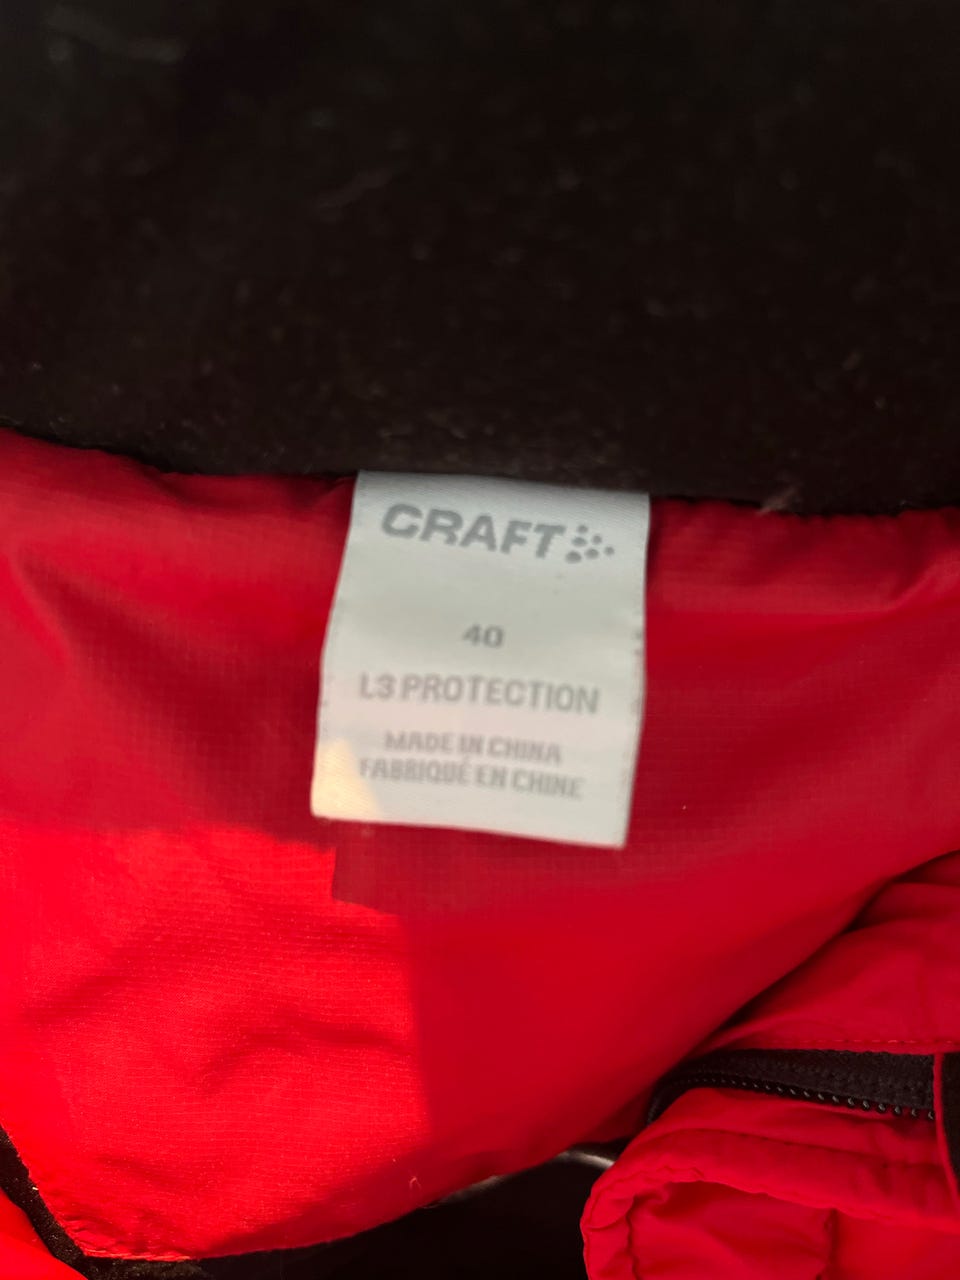 CRAFT
40
L3 PROTECTION
MADE IN CHINA
FABRIQUÉ EN CHINE